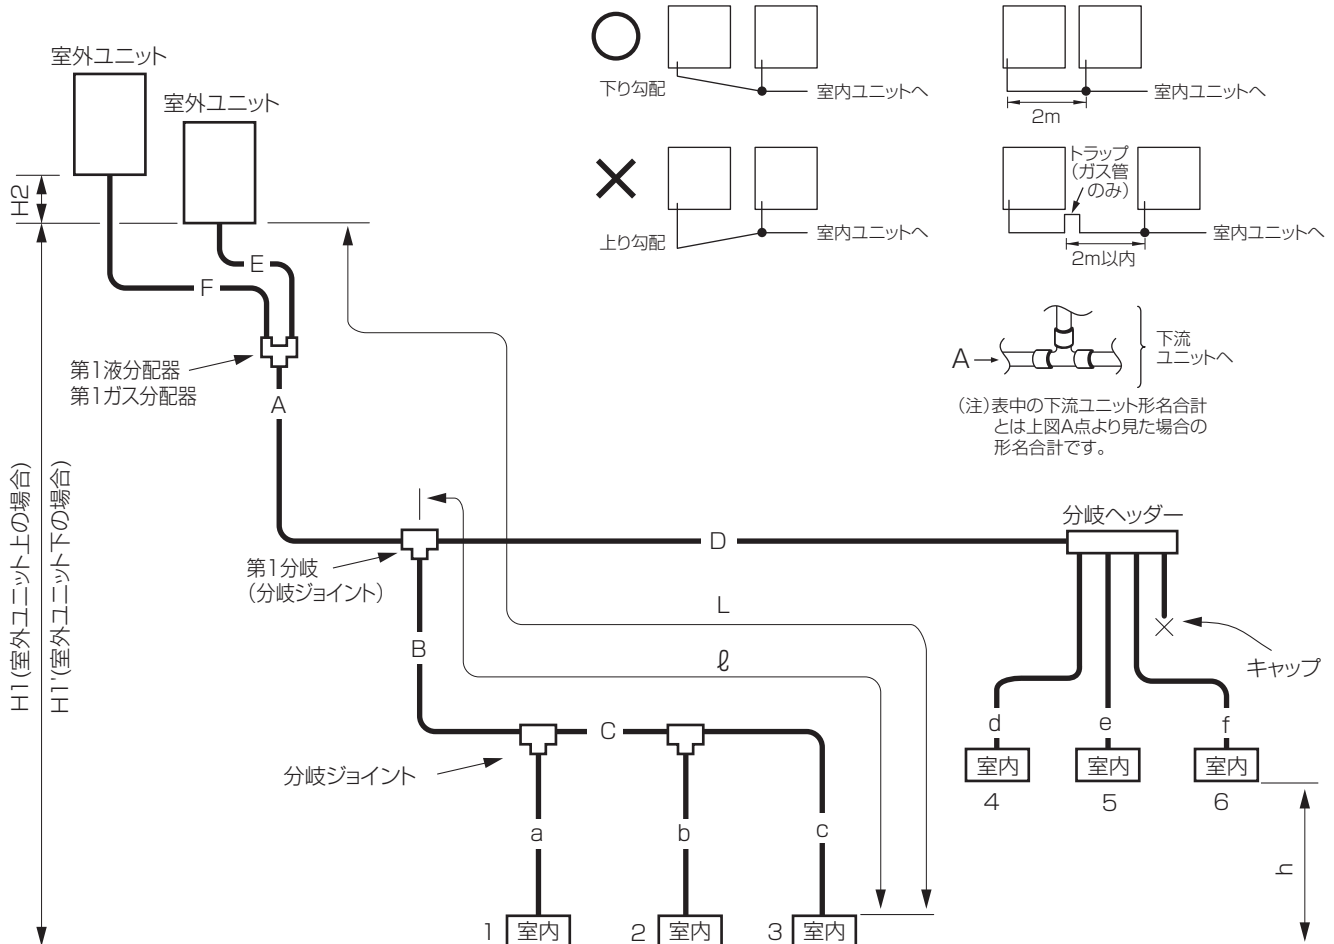 室外ユニット
室外ユニット
H2
E
F
第1液分配器
第1ガス分配器
A
H1(室外ユニット上の場合)
H1'(室外ユニット下の場合)
下り勾配
室内ユニットへ
室内ユニットへ
2m
上り勾配
室内ユニットへ
トラップ
(ガス管
のみ)
室内ユニットへ
2m以内
A
下流
ユニットへ
(注)表中の下流ユニット形名合計
とは上図A点より見た場合の
形名合計です。
分岐ヘッダー
D
第1分岐
(分岐ジョイント)
L
B
ℓ
キャップ
C
d
e
f
分岐ジョイント
室内
室内
室内
4
5
6
a
b
c
h
1
室内
2
室内
3
室内